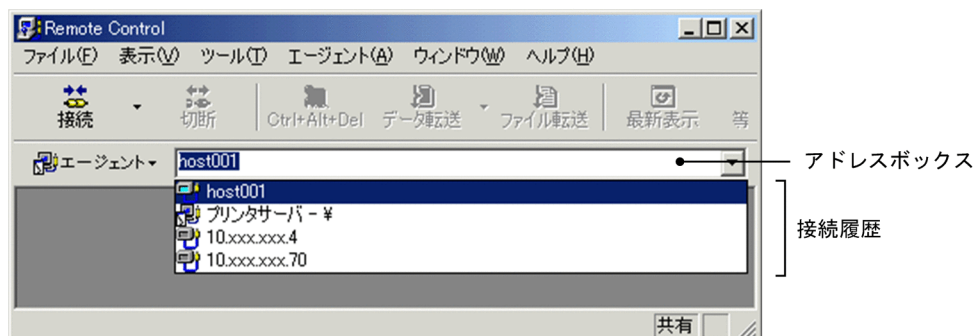 Remote Control
ファイル(F) 表示(V) ツール(T) エージェント(A) ウィンドウ(W) ヘルプ(H)
接続 切断 Ctrl+Alt+Del データ転送 ファイル転送 最新表示 等
エージェント host001 アドレスボックス
host001
プリンタサーバ - ¥
10.xxx.xxx.4
接続履歴
10.xxx.xxx.70
共有